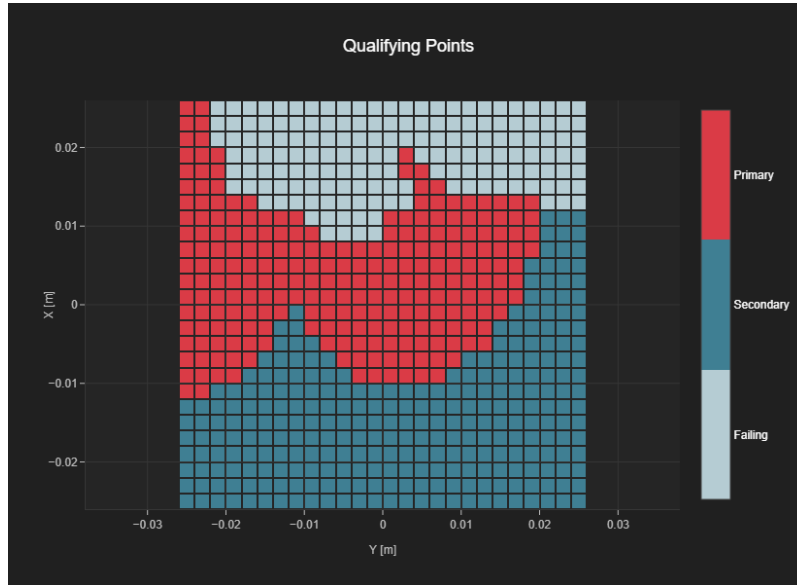 Qualifying Points
0.02
0.01
0
−0.01
−0.02
X [m]
−0.03
−0.02
−0.01
0
0.01
0.02
0.03
Y [m]
Primary
Secondary
Failing